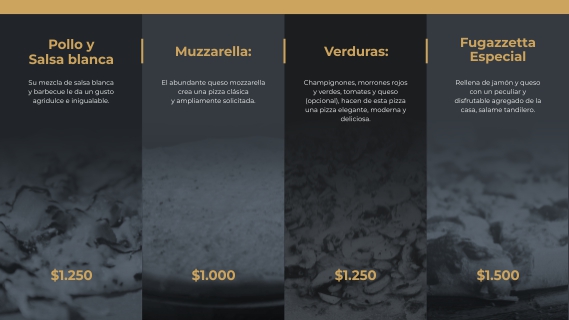 Pollo y
Salsa blanca
Su mezcla de salsa blanca
y barbecue le da un gusto
agridulce e inigualable.
$1.250
Muzzarella:
El abundante queso mozzarella
crea una pizza clásica
y ampliamente solicitada.
$1.000
Verduras:
Champignones, morrones rojos
y verdes, tomates y queso
(opcional), hacen de esta pizza
una pizza elegante, moderna y
deliciosa.
$1.250
Fugazzetta
Especial
Rellena de jamón y queso
con un peculiar y
disfrutable agregado de la
casa, salame tandilero.
$1.500